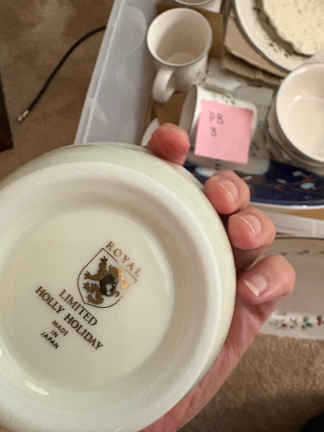 PB
3
ROYAL
LIMITED
HOLLY HOLIDAY
MADE
IN
JAPAN